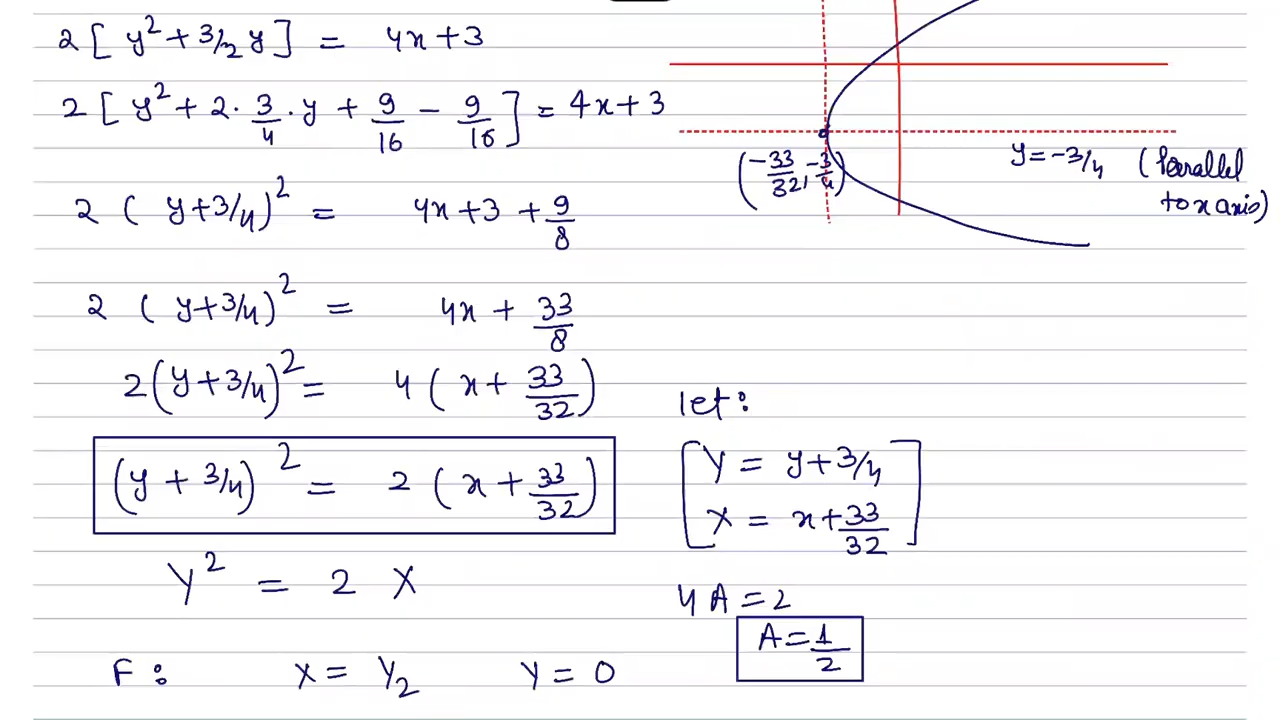 2 [ y² + 3/2 y ] = 4x + 3
2 [ y² + 2 · 3/4 · y + 9/16 − 9/16 ] = 4x + 3
(−33/32, −3/4)
y = −3/4 (Parallel to x axis)
2 ( y + 3/4 )² = 4x + 3 + 9/8
2 ( y + 3/4 )² = 4x + 33/8
2 ( y + 3/4 )² = 4 ( x + 33/32 )
( y + 3/4 )² = 2 ( x + 33/32 )
Y² = 2 X
let:
[ Y = y + 3/4
X = x + 33/32 ]
4 A = 2
A = 1/2
F : X = 1/2 Y = 0